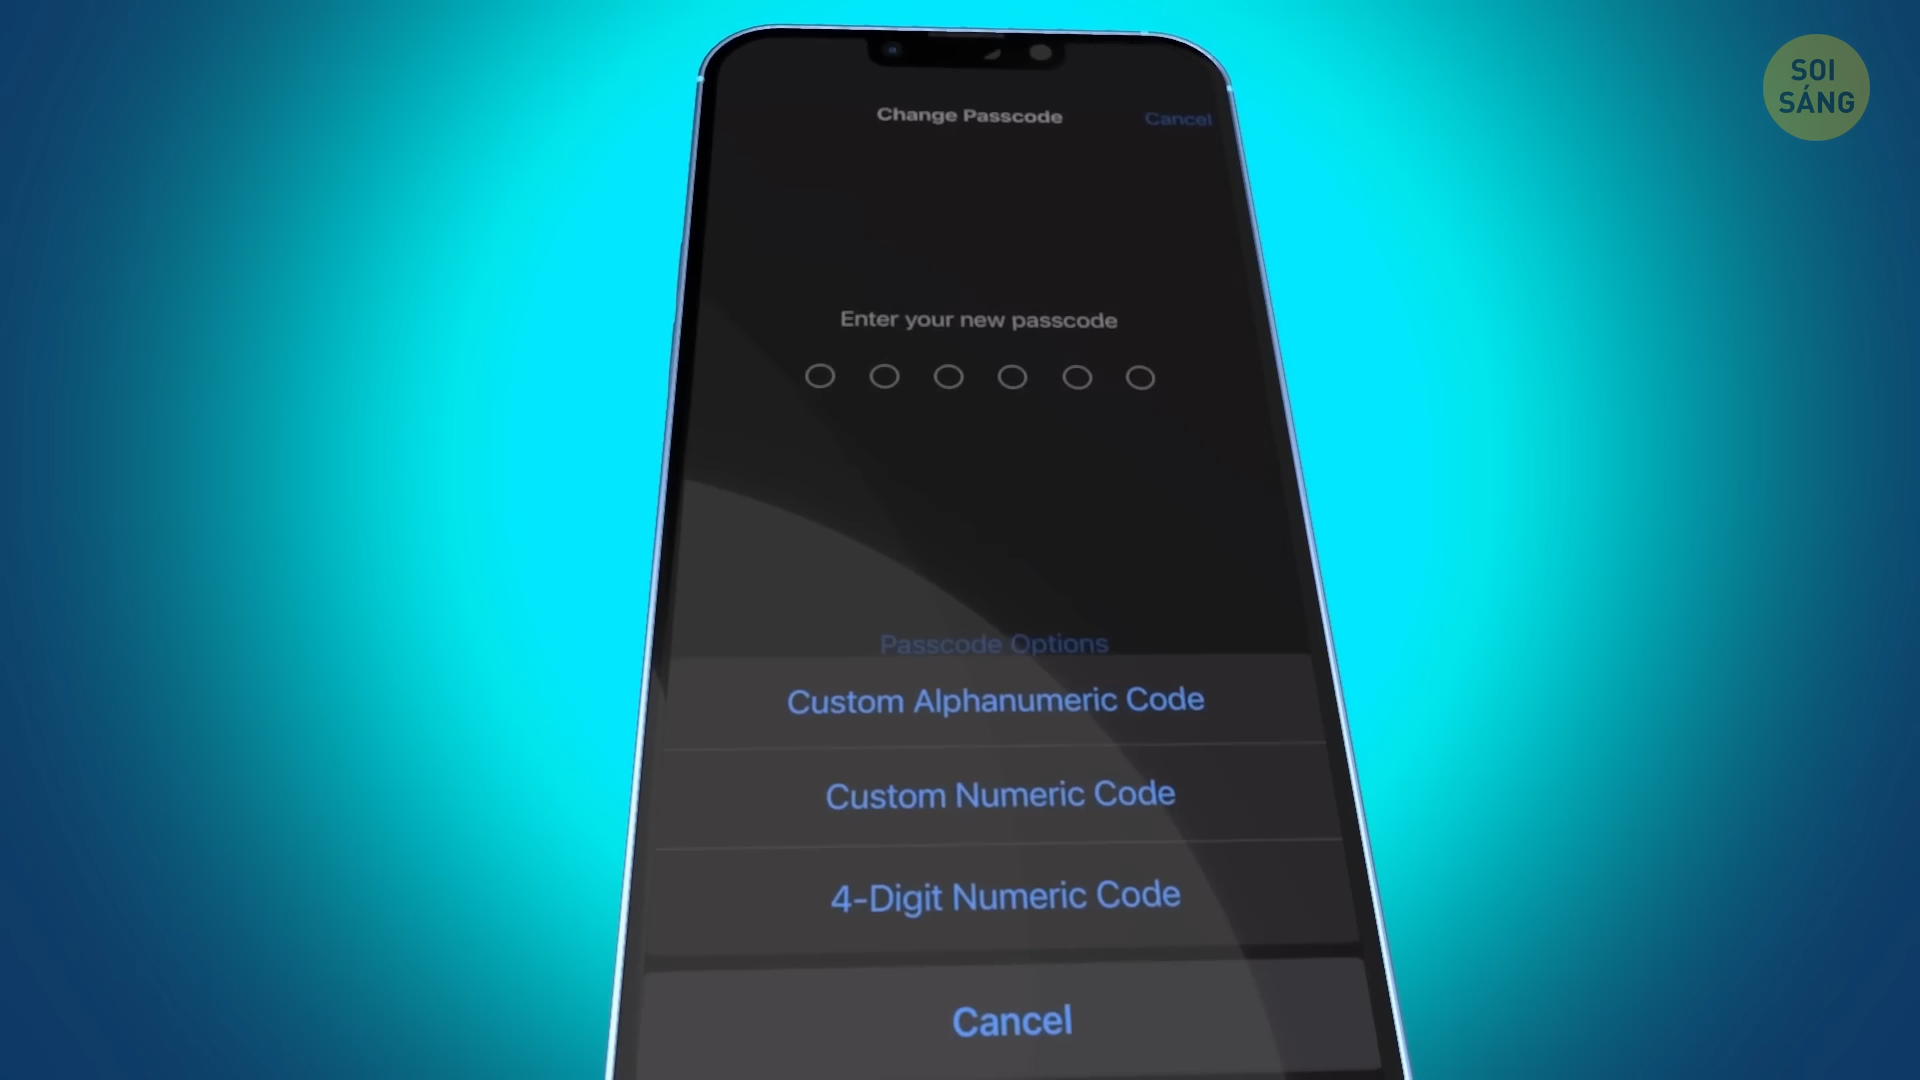 SOI
SÁNG
Change Passcode
Cancel
Enter your new passcode
Passcode Options
Custom Alphanumeric Code
Custom Numeric Code
4-Digit Numeric Code
Cancel